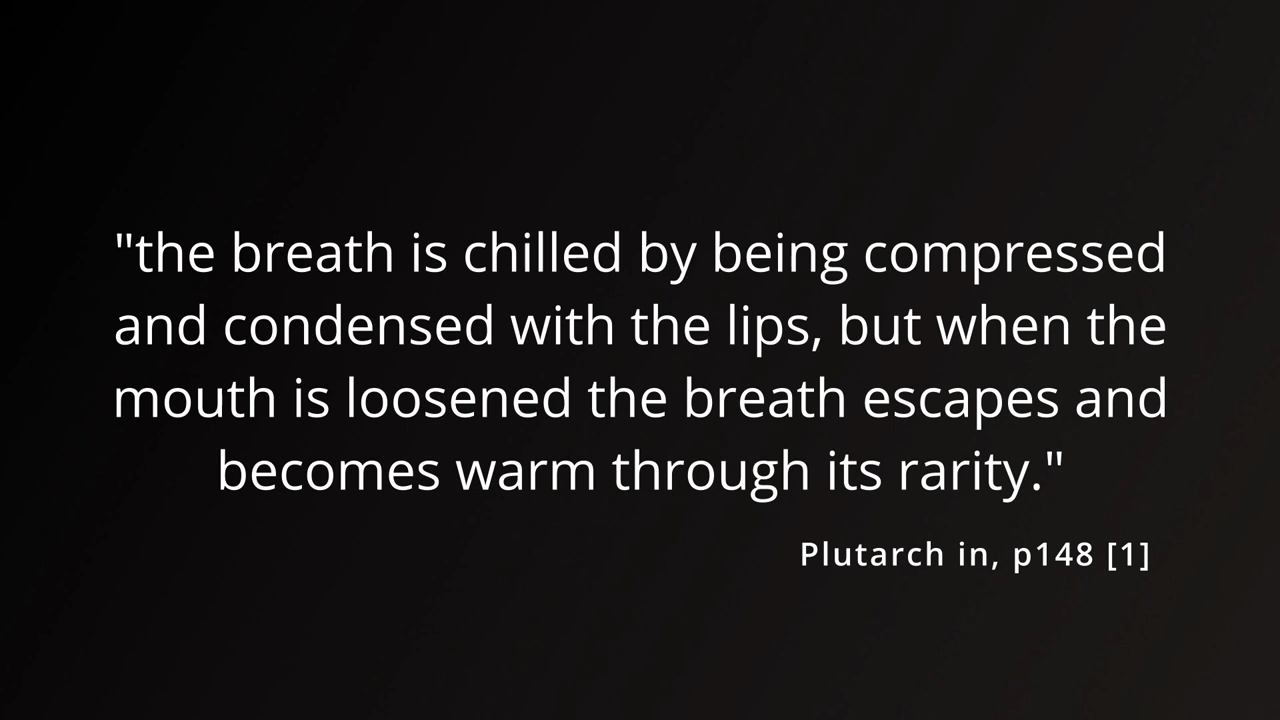 "the breath is chilled by being compressed
and condensed with the lips, but when the
mouth is loosened the breath escapes and
becomes warm through its rarity."
Plutarch in, p148 [1]